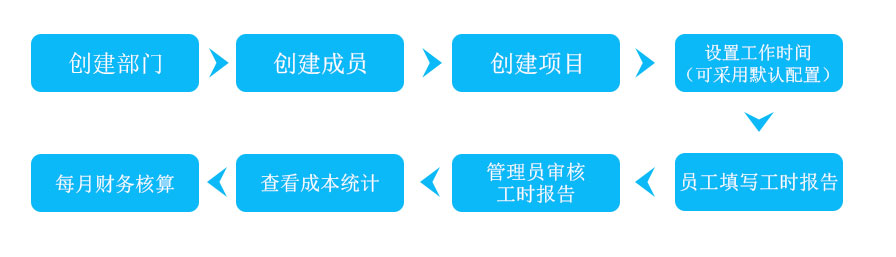 创建部门
创建成员
创建项目
设置工作时间
（可采用默认配置）
员工填写工时报告
管理员审核
工时报告
查看成本统计
每月财务核算